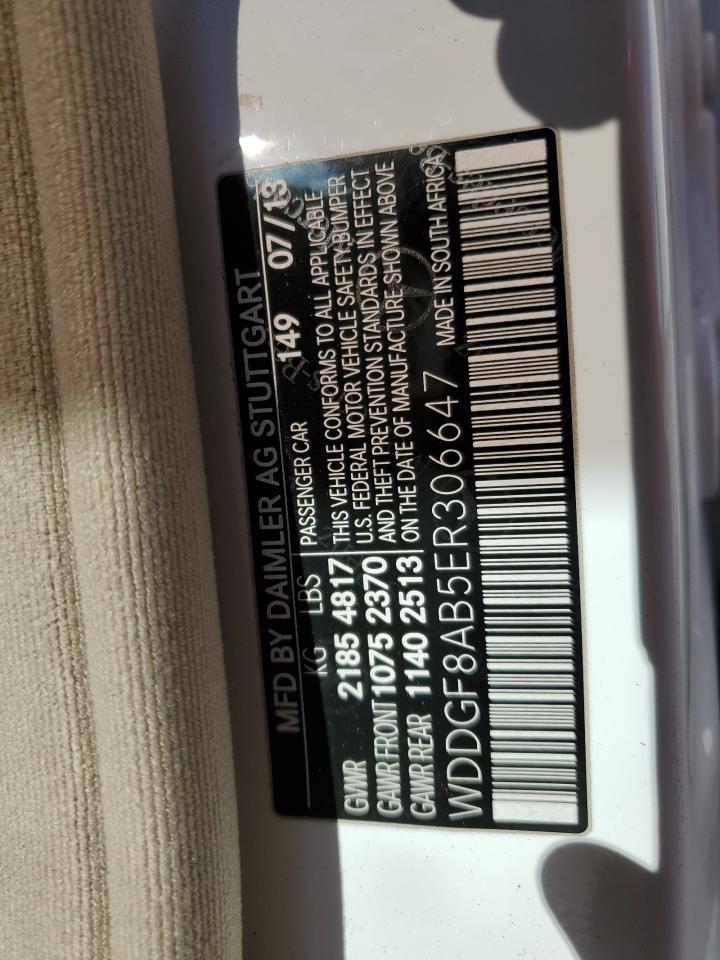 MFD BY DAIMLER AG STUTTGART
KG LBS PASSENGER CAR 149 07/13
GVWR 2185 4817 THIS VEHICLE CONFORMS TO ALL APPLICABLE
U.S. FEDERAL MOTOR VEHICLE SAFETY, BUMPER
GAWR FRONT 1075 2370 AND THEFT PREVENTION STANDARDS IN EFFECT
GAWR REAR 1140 2513 ON THE DATE OF MANUFACTURE SHOWN ABOVE
WDDGF8AB5ER306647 MADE IN SOUTH AFRICA